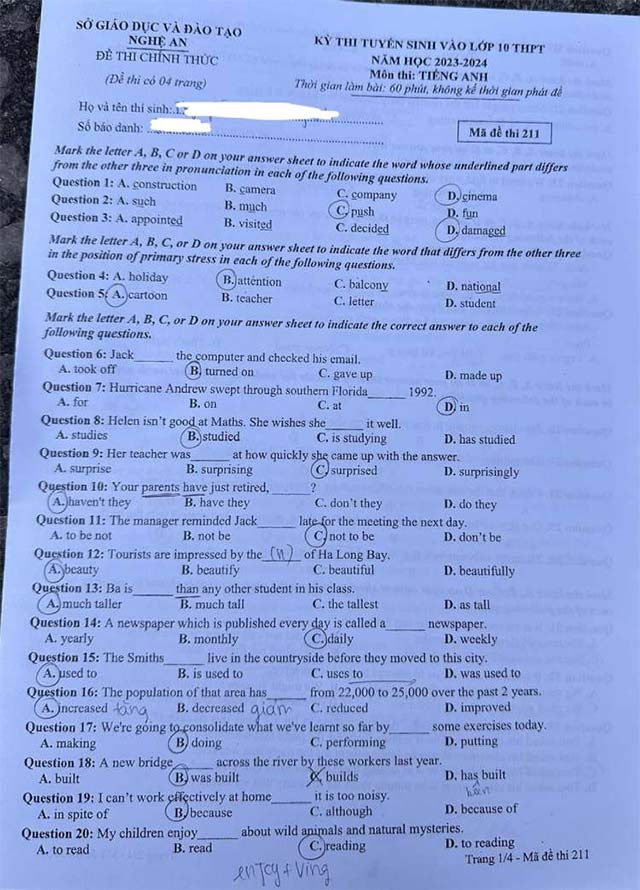 SỞ GIÁO DỤC VÀ ĐÀO TẠO
NGHỆ AN
ĐỀ THI CHÍNH THỨC
(Đề thi có 04 trang)
KỲ THI TUYỂN SINH VÀO LỚP 10 THPT
NĂM HỌC 2023-2024
Môn thi: TIẾNG ANH
Thời gian làm bài: 60 phút, không kể thời gian phát đề
Họ và tên thí sinh:
Số báo danh:
Mã đề thi 211
Mark the letter A, B, C or D on your answer sheet to indicate the word whose underlined part differs
from the other three in pronunciation in each of the following questions.
Question 1: A. construction B. camera C. company D. cinema
Question 2: A. such B. much C. push D. fun
Question 3: A. appointed B. visited C. decided D. damaged
Mark the letter A, B, C, or D on your answer sheet to indicate the word that differs from the other three
in the position of primary stress in each of the following questions.
Question 4: A. holiday B. attention C. balcony D. national
Question 5: A. cartoon B. teacher C. letter D. student
Mark the letter A, B, C, or D on your answer sheet to indicate the correct answer to each of the
following questions.
Question 6: Jack______ the computer and checked his email.
A. took off B. turned on C. gave up D. made up
Question 7: Hurricane Andrew swept through southern Florida______ 1992.
A. for B. on C. at D. in
Question 8: Helen isn't good at Maths. She wishes she______ it well.
A. studies B. studied C. is studying D. has studied
Question 9: Her teacher was______ at how quickly she came up with the answer.
A. surprise B. surprising C. surprised D. surprisingly
Question 10: Your parents have just retired, ______?
A. haven't they B. have they C. don't they D. do they
Question 11: The manager reminded Jack______ late for the meeting the next day.
A. to be not B. not be C. not to be D. don't be
Question 12: Tourists are impressed by the (N) of Ha Long Bay.
A. beauty B. beautify C. beautiful D. beautifully
Question 13: Ba is______ than any other student in his class.
A. much taller B. much tall C. the tallest D. as tall
Question 14: A newspaper which is published every day is called a______ newspaper.
A. yearly B. monthly C. daily D. weekly
Question 15: The Smiths______ live in the countryside before they moved to this city.
A. used to B. is used to C. uses to D. was used to
Question 16: The population of that area has______ from 22,000 to 25,000 over the past 2 years.
A. increased tăng B. decreased giảm C. reduced D. improved
Question 17: We're going to consolidate what we've learnt so far by______ some exercises today.
A. making B. doing C. performing D. putting
Question 18: A new bridge______ across the river by these workers last year.
A. built B. was built C. builds D. has built
Question 19: I can't work effectively at home______ it is too noisy.
A. in spite of B. because C. although D. because of
Question 20: My children enjoy______ about wild animals and natural mysteries.
A. to read B. read C. reading D. to reading
enjoy + Ving
Trang 1/4 - Mã đề thi 211